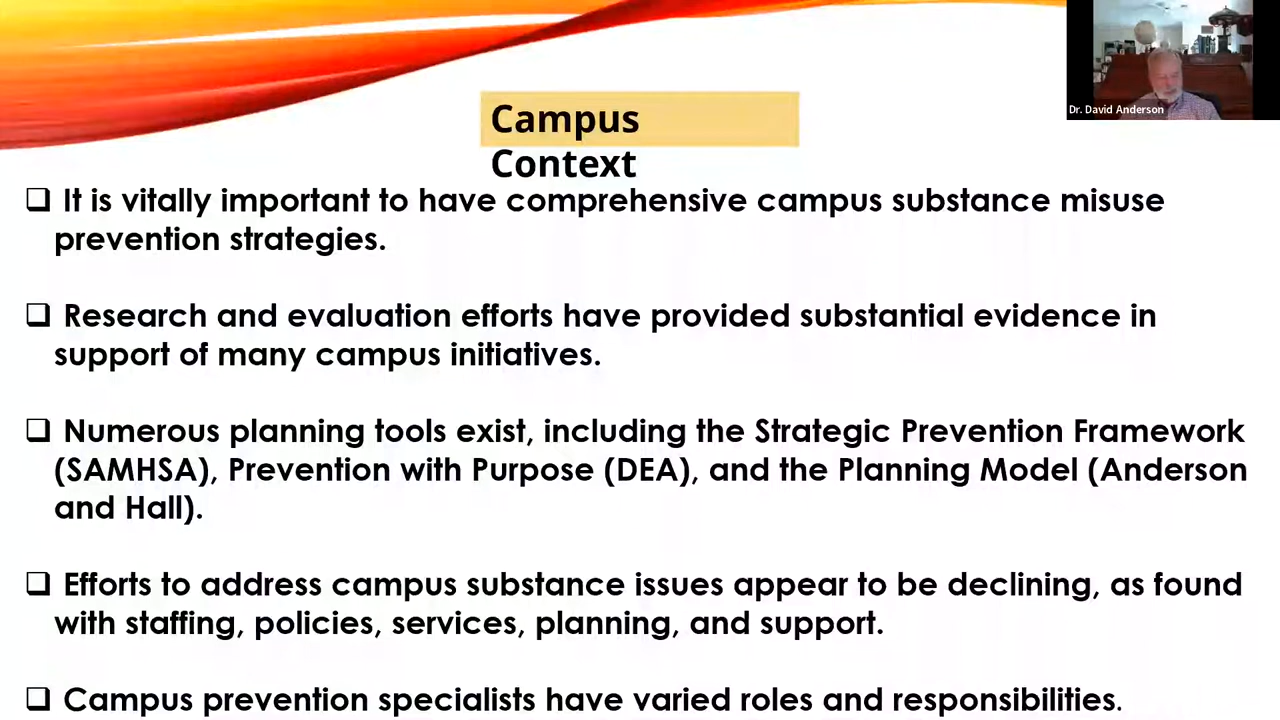 Dr. David Anderson
Campus
Context
❑ It is vitally important to have comprehensive campus substance misuse
prevention strategies.
❑ Research and evaluation efforts have provided substantial evidence in
support of many campus initiatives.
❑ Numerous planning tools exist, including the Strategic Prevention Framework
(SAMHSA), Prevention with Purpose (DEA), and the Planning Model (Anderson
and Hall).
❑ Efforts to address campus substance issues appear to be declining, as found
with staffing, policies, services, planning, and support.
❑ Campus prevention specialists have varied roles and responsibilities.